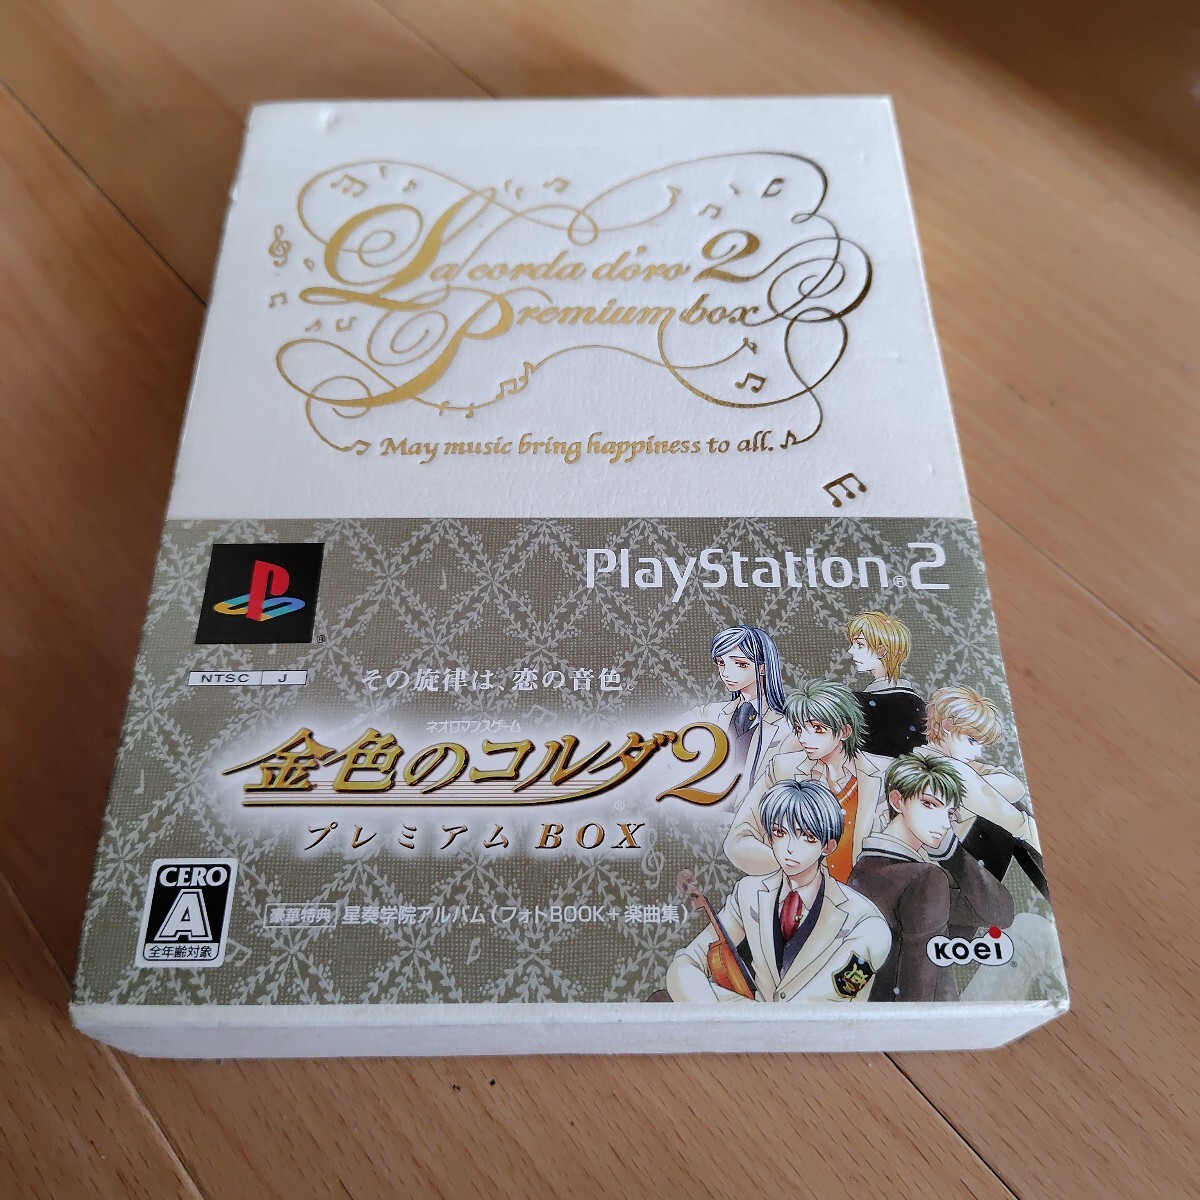 La corda d'oro 2
Premium box
May music bring happiness to all.
PlayStation®2
NTSC J
その旋律は、恋の音色。
ネオロマンスゲーム
金色のコルダ2
プレミアムBOX
CERO
A
全年齢対象
豪華特典 星奏学院アルバム(フォトBOOK+楽曲集)
KOEI